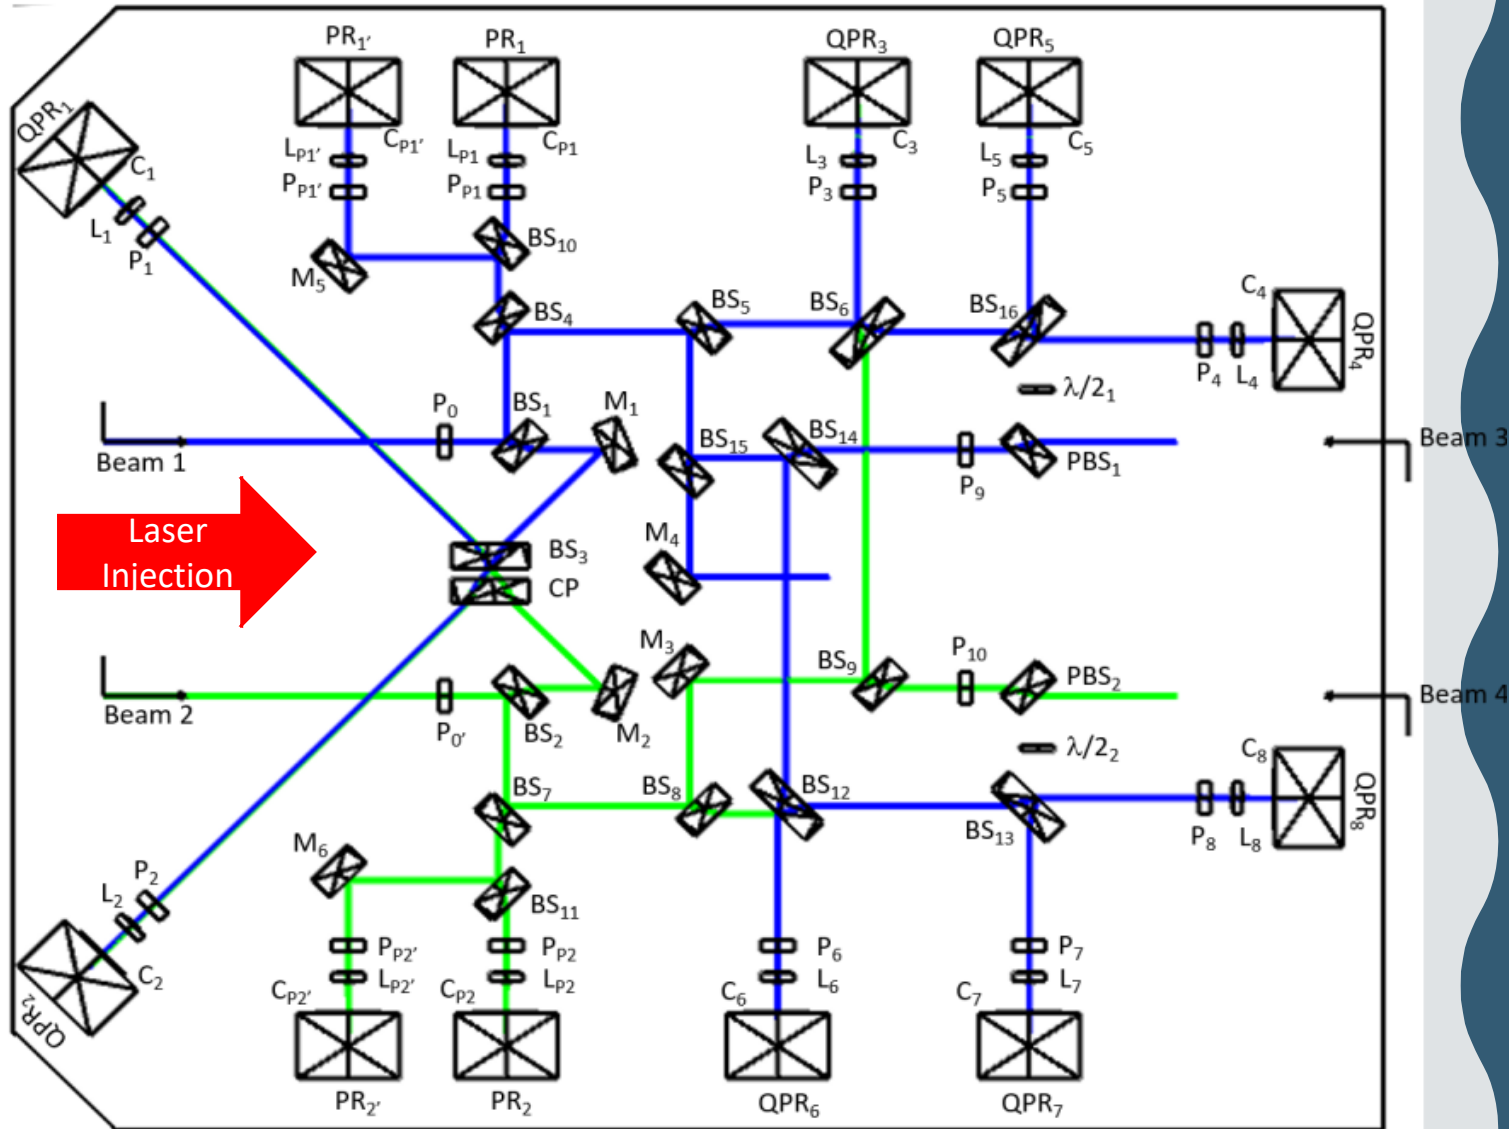 PR1' PR1 QPR3 QPR5
QPR1
C1 CP1' CP1 C3 C5
LP1' LP1 L3 L5
PP1' PP1 P3 P5
L1
P1
BS10
M5
C4
BS4 BS5 BS6 BS16
QPR4
P4 L4
λ/21
P0 BS1 M1
BS15 BS14
Beam 1 P9 PBS1 Beam 3
Laser
Injection
M4
BS3
CP
M3 BS9 P10 PBS2
Beam 2 P0' BS2 M2 Beam 4
λ/22
C8
BS7 BS8 BS12 BS13
QPR8
P8 L8
M6
P2
L2
BS11
C2
QPR2
PP2' PP2 P6 P7
LP2' LP2 L6 L7
CP2' CP2 C6 C7
PR2' PR2 QPR6 QPR7